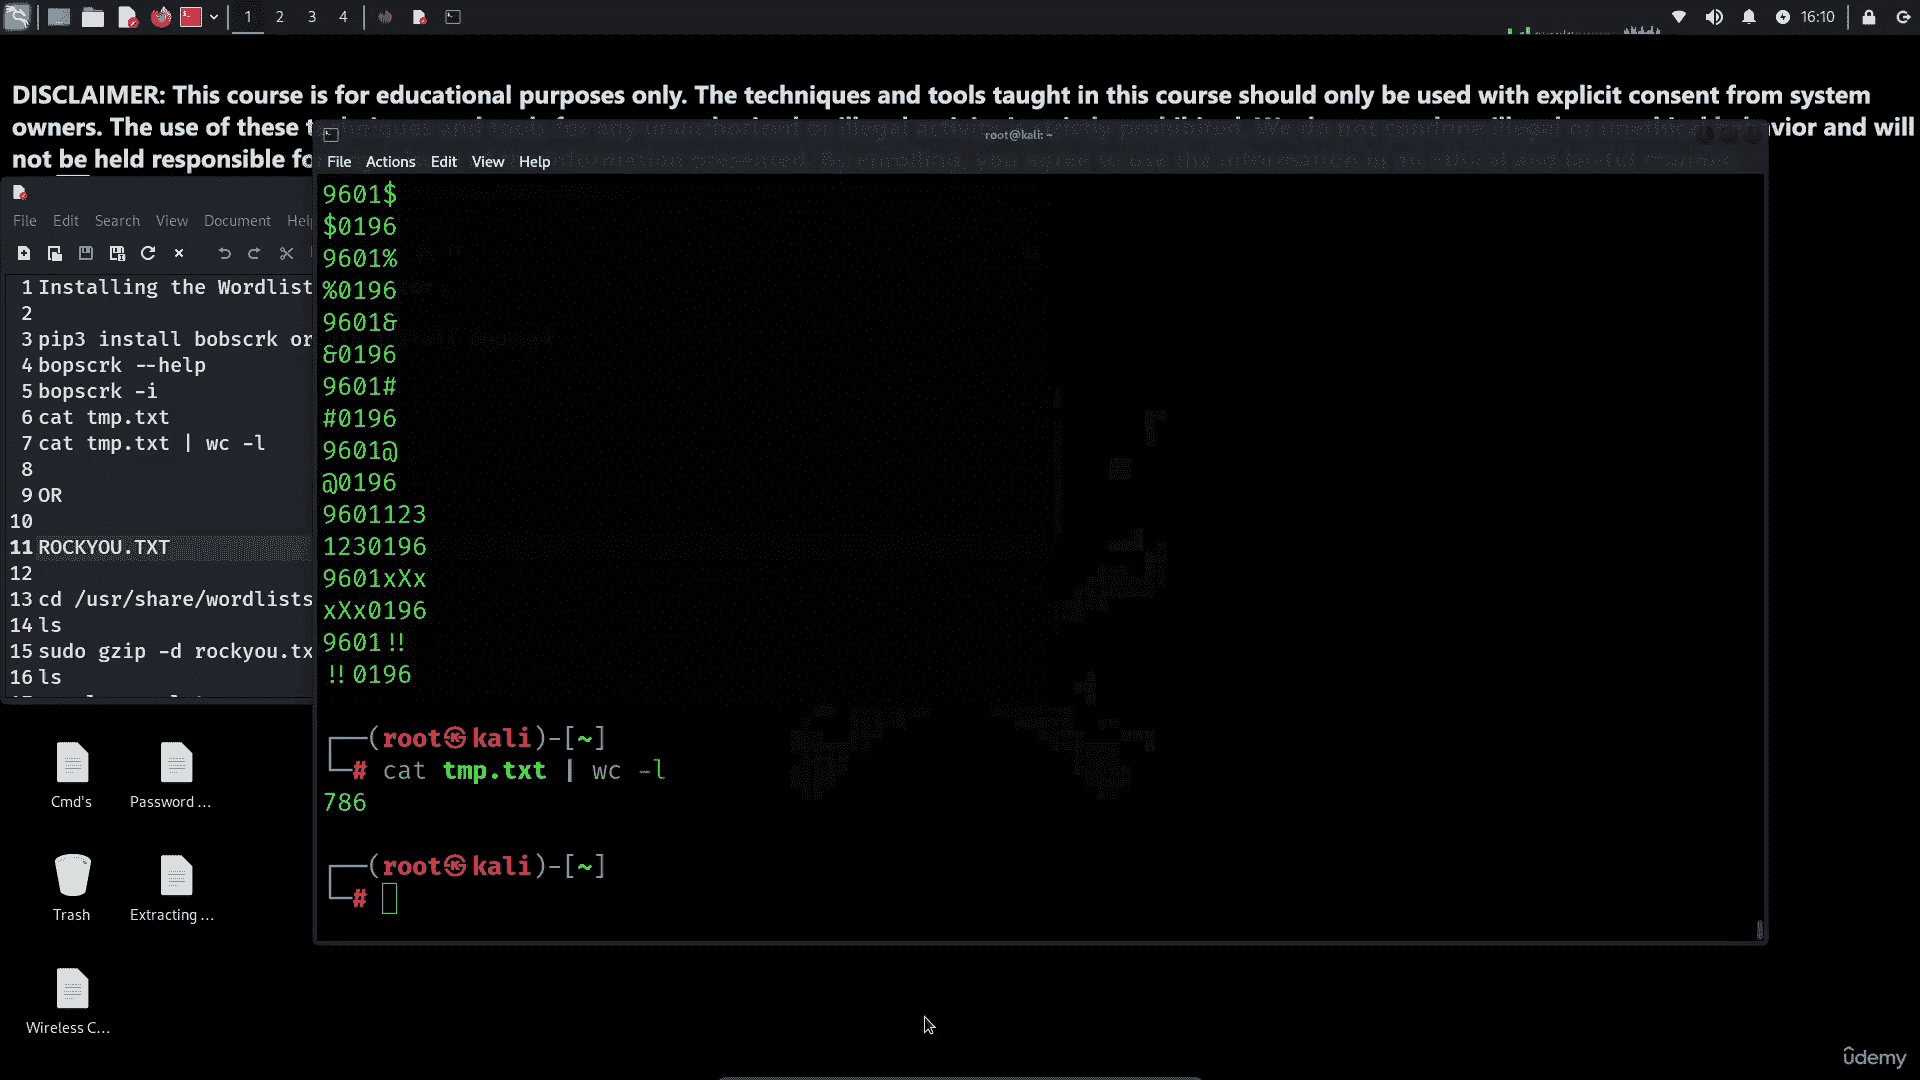 1 2 3 4
16:10
DISCLAIMER: This course is for educational purposes only. The techniques and tools taught in this course should only be used with explicit consent from system
owners. The use of these
and will
not be held responsible
root@kali: ~
File Actions Edit View Help
9601$
$0196
9601%
%0196
9601&
&0196
9601#
#0196
9601@
@0196
9601123
1230196
9601xXx
xXx0196
9601!!
!!0196
┌──(root㉿kali)-[~]
└─# cat tmp.txt | wc -l
786
┌──(root㉿kali)-[~]
└─#
File Edit Search View Document
1 Installing the Wordlist
2
3 pip3 install bobscrk or
4 bopscrk --help
5 bopscrk -i
6 cat tmp.txt
7 cat tmp.txt | wc -l
8
9 OR
10
11 ROCKYOU.TXT
12
13 cd /usr/share/wordlists
14 ls
15 sudo gzip -d rockyou.tx
16 ls
Cmd's
Password ...
Trash
Extracting ...
Wireless C...
ûdemy